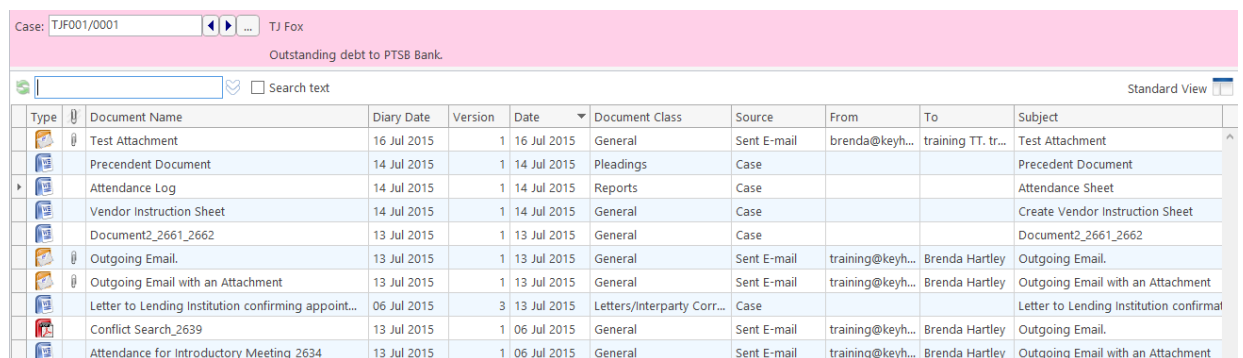 Case: TJF001/0001 ... TJ Fox
Outstanding debt to PTSB Bank.
Search text Standard View
Type Document Name Diary Date Version Date Document Class Source From To Subject
Test Attachment 16 Jul 2015 1 16 Jul 2015 General Sent E-mail brenda@keyh... training TT. tr... Test Attachment
Precendent Document 14 Jul 2015 1 14 Jul 2015 Pleadings Case Precedent Document
Attendance Log 14 Jul 2015 1 14 Jul 2015 Reports Case Attendance Sheet
Vendor Instruction Sheet 14 Jul 2015 1 14 Jul 2015 General Case Create Vendor Instruction Sheet
Document2_2661_2662 13 Jul 2015 1 13 Jul 2015 General Case Document2_2661_2662
Outgoing Email. 13 Jul 2015 1 13 Jul 2015 General Sent E-mail training@keyh... Brenda Hartley Outgoing Email.
Outgoing Email with an Attachment 13 Jul 2015 1 13 Jul 2015 General Sent E-mail training@keyh... Brenda Hartley Outgoing Email with an Attachment
Letter to Lending Institution confirming appoint... 06 Jul 2015 3 13 Jul 2015 Letters/Interparty Corr... Case Letter to Lending Institution confirmat
Conflict Search_2639 13 Jul 2015 1 06 Jul 2015 General Sent E-mail training@keyh... Brenda Hartley Outgoing Email.
Attendance for Introductory Meeting_2634 13 Jul 2015 1 06 Jul 2015 General Sent E-mail training@keyh... Brenda Hartley Outgoing Email with an Attachment